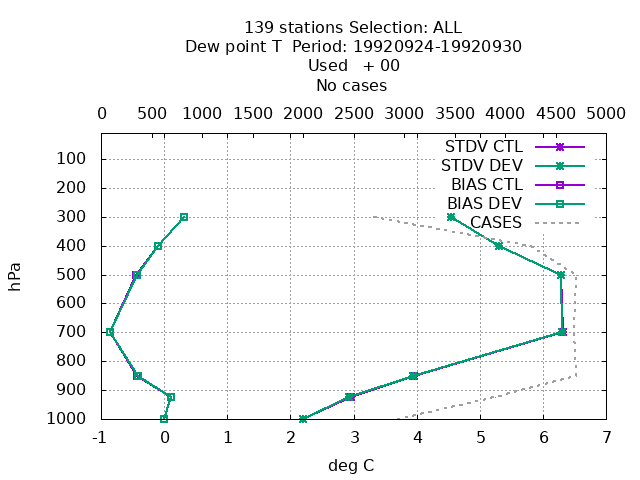 139 stations Selection: ALL
Dew point T  Period: 19920924-19920930
Used   + 00
No cases
0 500 1000 1500 2000 2500 3000 3500 4000 4500 5000
STDV CTL
STDV DEV
BIAS CTL
BIAS DEV
CASES
100
200
300
400
500
600
700
800
900
1000
hPa
-1 0 1 2 3 4 5 6 7
deg C